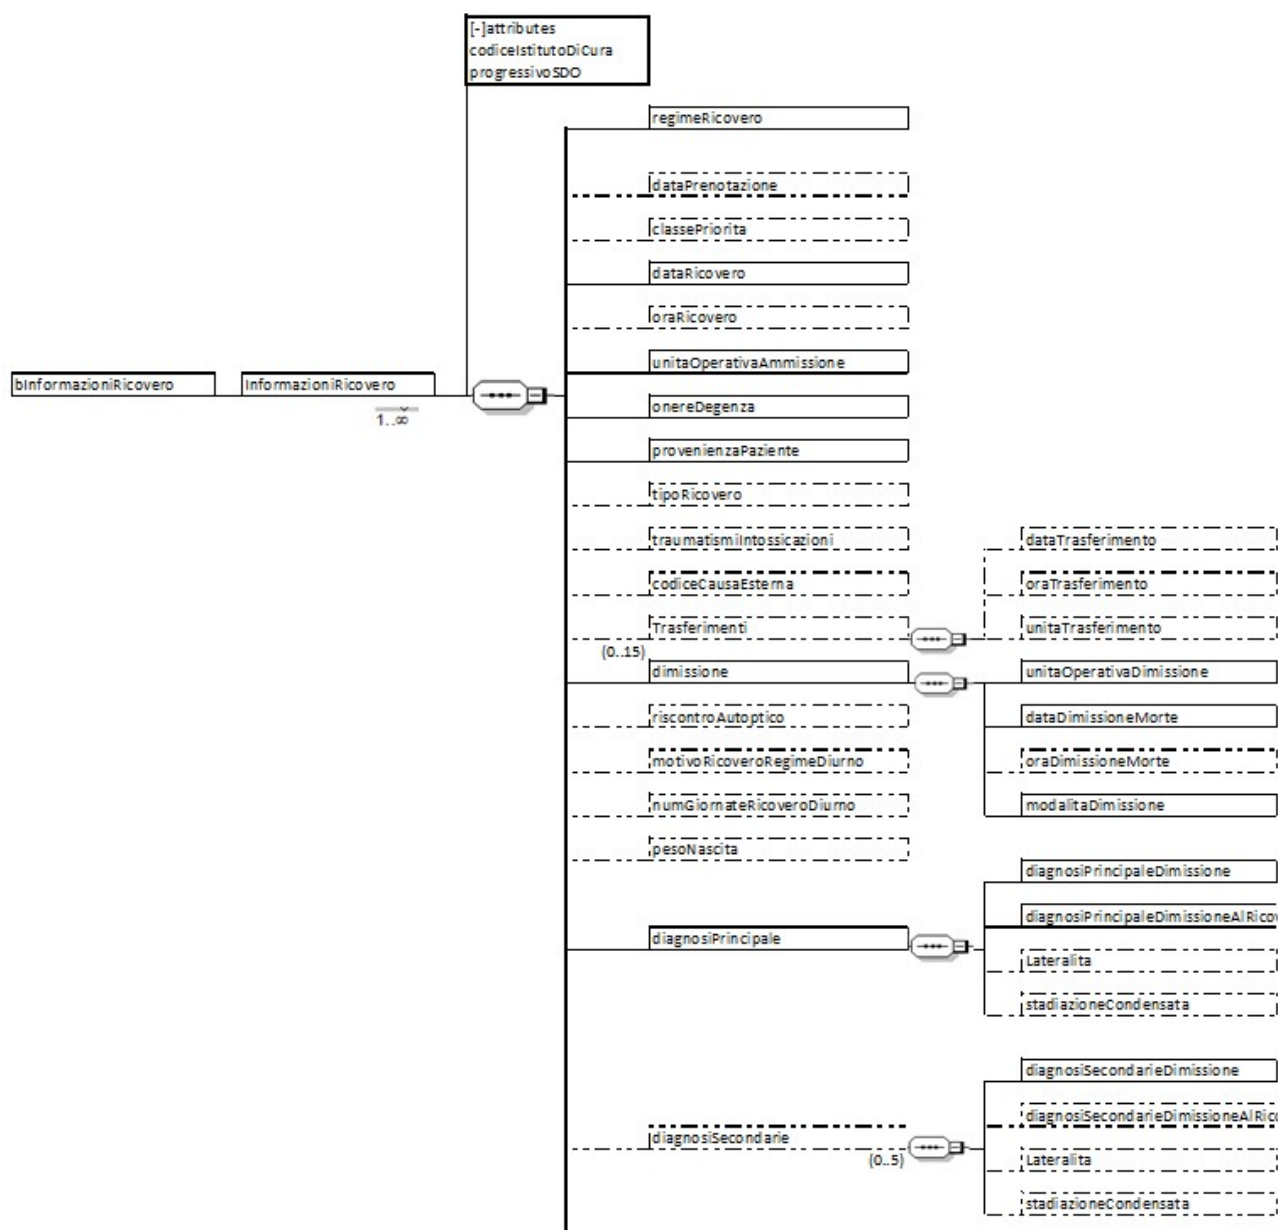 [-]attributes
codiceIstitutoDiCura
progressivoSDO
regimeRicovero
dataPrenotazione
classePriorita
dataRicovero
oraRicovero
unitaOperativaAmmissione
bInformazioniRicovero
InformazioniRicovero
1..∞
onereDegenza
provenienzaPaziente
tipoRicovero
traumatismiIntossicazioni
dataTrasferimento
codiceCausaEsterna
oraTrasferimento
Trasferimenti
unitaTrasferimento
(0..15)
dimissione
unitaOperativaDimissione
riscontroAutoptico
dataDimissioneMorte
motivoRicoveroRegimeDiurno
oraDimissioneMorte
numGiornateRicoveroDiurno
modalitaDimissione
pesoNascita
diagnosiPrincipaleDimissione
diagnosiPrincipaleDimissioneAlRicov
diagnosiPrincipale
Lateralita
stadiazioneCondensata
diagnosiSecondarieDimissione
diagnosiSecondarieDimissioneAlRico
diagnosiSecondarie
(0..5)
Lateralita
stadiazioneCondensata